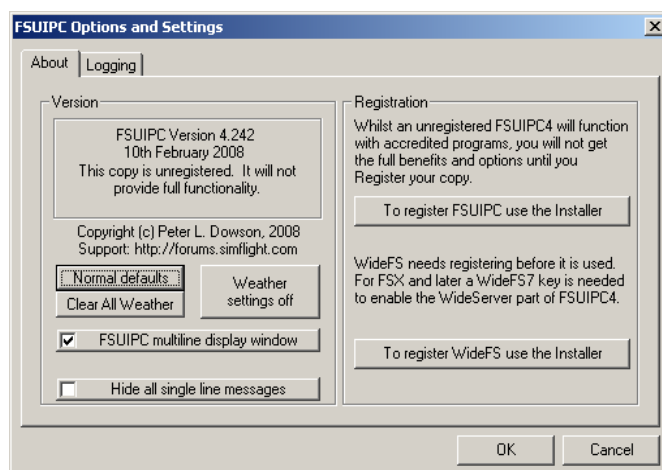 FSUIPC Options and Settings
About
Logging
Version
FSUIPC Version 4.242
10th February 2008
This copy is unregistered. It will not
provide full functionality.
Copyright (c) Peter L. Dowson, 2008
Support: http://forums.simflight.com
Normal defaults
Clear All Weather
Weather
settings off
FSUIPC multiline display window
Hide all single line messages
Registration
Whilst an unregistered FSUIPC4 will function
with accredited programs, you will not get
the full benefits and options until you
Register your copy.
To register FSUIPC use the Installer
WideFS needs registering before it is used.
For FSX and later a WideFS7 key is needed
to enable the WideServer part of FSUIPC4.
To register WideFS use the Installer
OK
Cancel